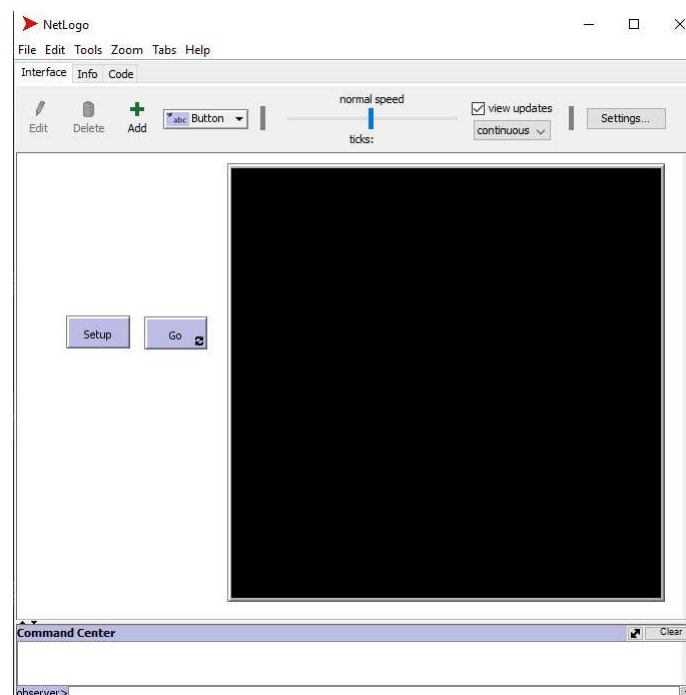 NetLogo
File Edit Tools Zoom Tabs Help
Interface Info Code
Edit Delete Add abc Button normal speed ticks: view updates continuous Settings...
Setup Go
Command Center Clear
observer>